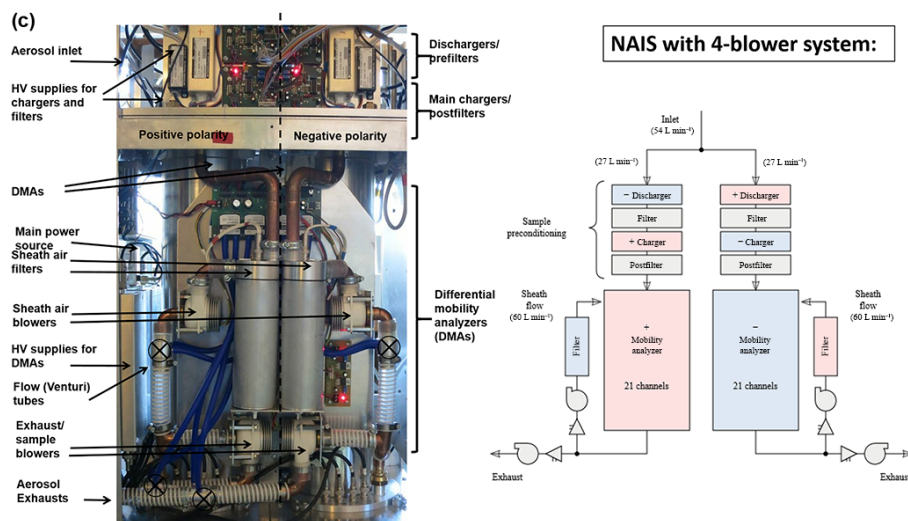 (c)
Aerosol inlet
HV supplies for
chargers and
filters
Positive polarity
Negative polarity
DMAs
Main power
source
Sheath air
filters
Sheath air
blowers
HV supplies for
DMAs
Flow (Venturi)
tubes
Exhaust/
sample
blowers
Aerosol
Exhausts
Dischargers/
prefilters
Main chargers/
postfilters
Differential
mobility
analyzers
(DMAs)
NAIS with 4-blower system:
Inlet
(54 L min⁻¹)
(27 L min⁻¹)
(27 L min⁻¹)
Sample
preconditioning
− Discharger
Filter
+ Charger
Postfilter
+ Discharger
Filter
− Charger
Postfilter
Sheath
flow
(60 L min⁻¹)
Filter
+
Mobility
analyzer
21 channels
−
Mobility
analyzer
21 channels
Sheath
flow
(60 L min⁻¹)
Filter
Exhaust
Exhaust